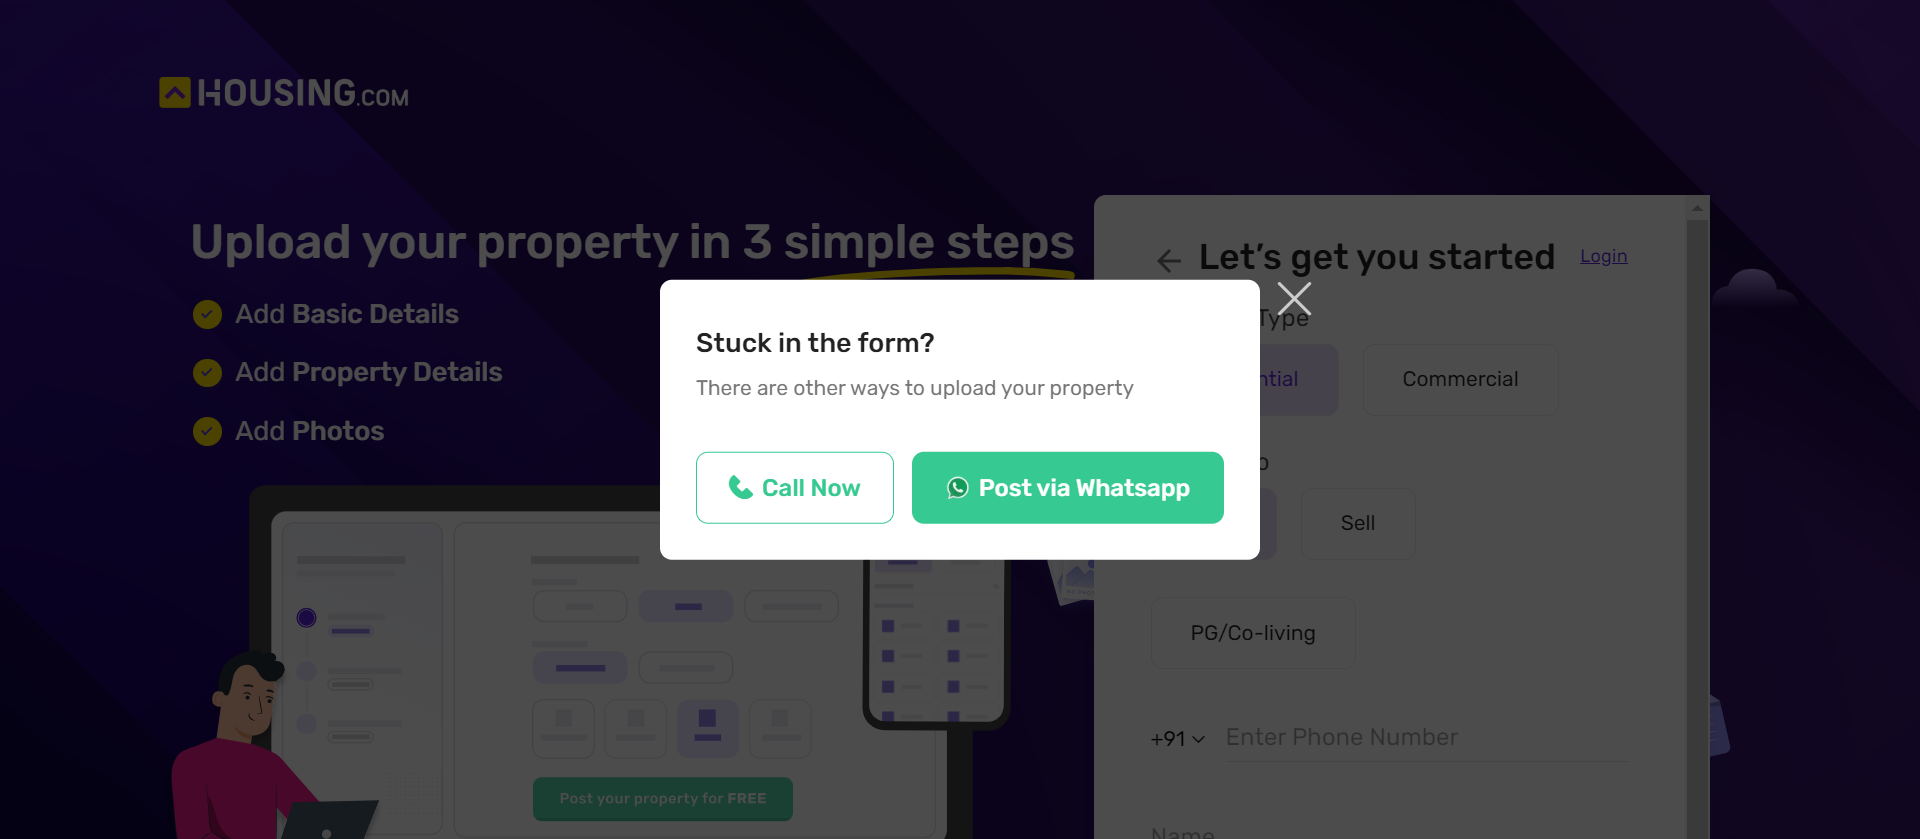 HOUSING.COM
Upload your property in 3 simple steps
Add Basic Details
Add Property Details
Add Photos
Post your property for FREE
Let's get you started
Login
Type
Commercial
Sell
PG/Co-living
+91
Enter Phone Number
Name
Stuck in the form?
There are other ways to upload your property
Call Now
Post via Whatsapp